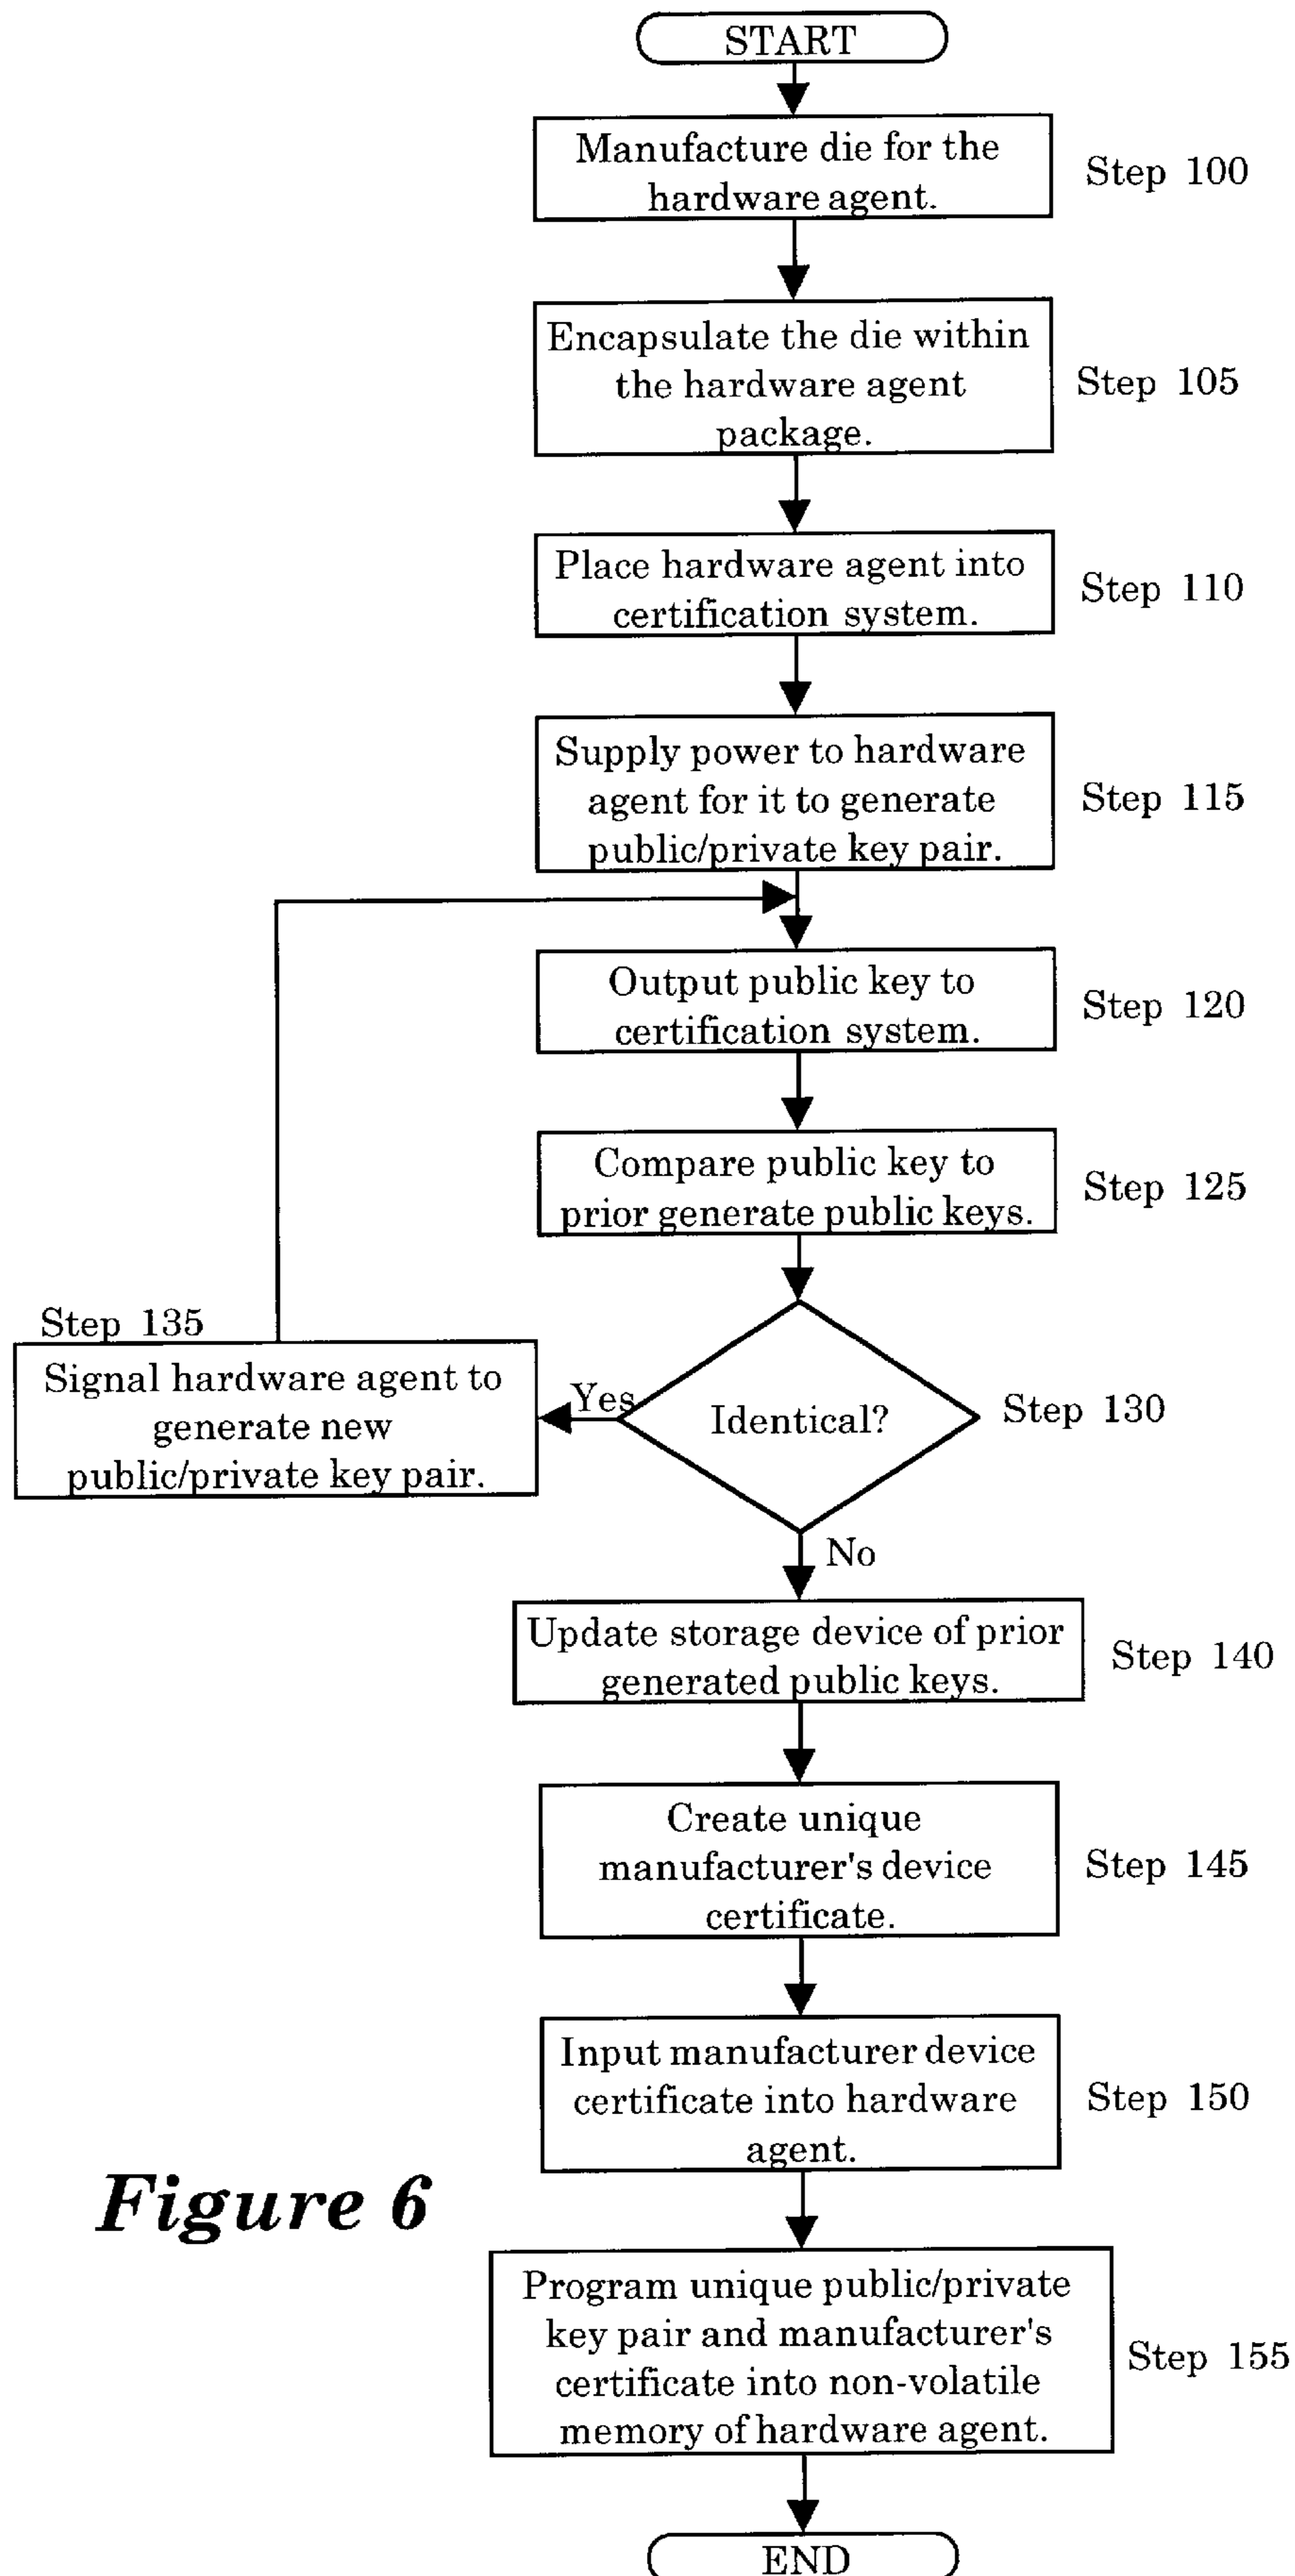 START
Manufacture die for the
hardware agent.
Step 100
Encapsulate the die within
the hardware agent
package.
Step 105
Place hardware agent into
certification system.
Step 110
Supply power to hardware
agent for it to generate
public/private key pair.
Step 115
Output public key to
certification system.
Step 120
Compare public key to
prior generate public keys.
Step 125
Identical?
Step 130
Yes
Step 135
Signal hardware agent to
generate new
public/private key pair.
No
Update storage device of prior
generated public keys.
Step 140
Create unique
manufacturer's device
certificate.
Step 145
Input manufacturer device
certificate into hardware
agent.
Step 150
Figure 6
Program unique public/private
key pair and manufacturer's
certificate into non-volatile
memory of hardware agent.
Step 155
END